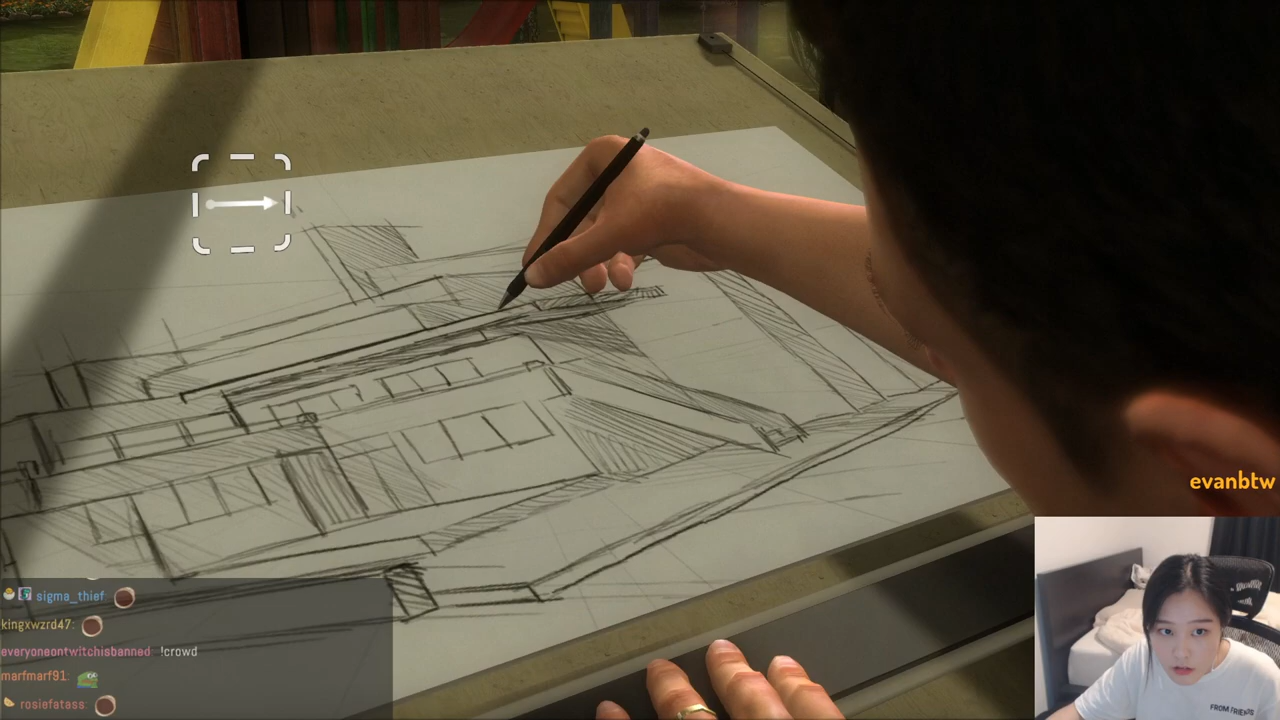 evanbtw
sigma_thief:
kingxwzrd47:
everyoneontwitchisbanned !crowd
marfmarf91:
rosiefatass:
FROM FRIENDS